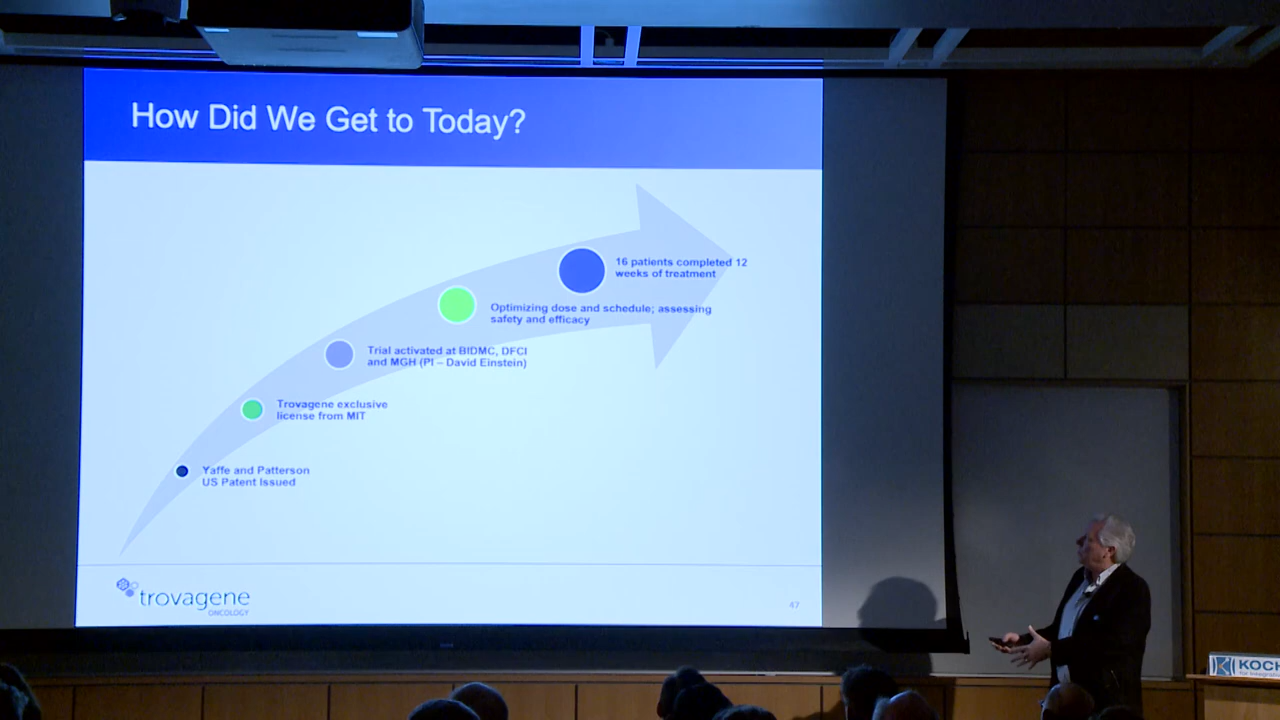 How Did We Get to Today?
16 patients completed 12
weeks of treatment
Optimizing dose and schedule; assessing
safety and efficacy
Trial activated at BIDMC, DFCI
and MGH (PI – David Einstein)
Trovagene exclusive
license from MIT
Yaffe and Patterson
US Patent Issued
trovagene
ONCOLOGY
47
KOCH